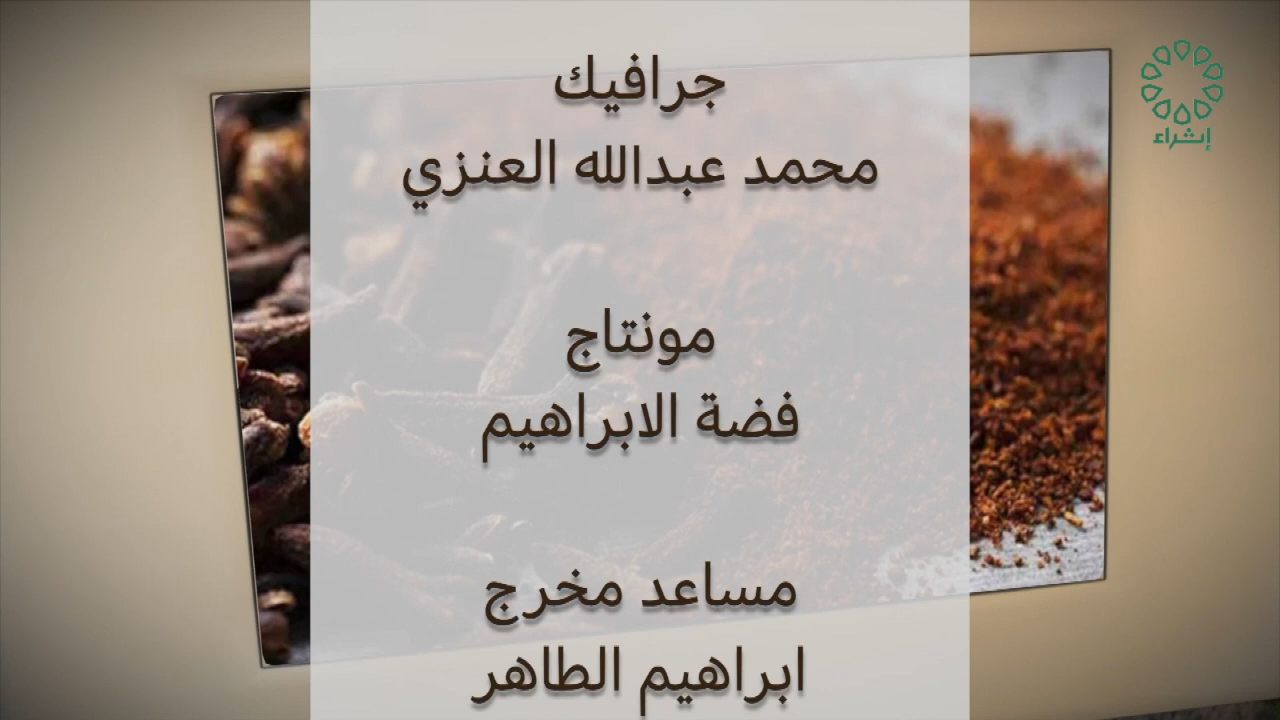 جرافيك
محمد عبدالله العنزي
مونتاج
فضة الابراهيم
مساعد مخرج
ابراهيم الطاهر
إثراء